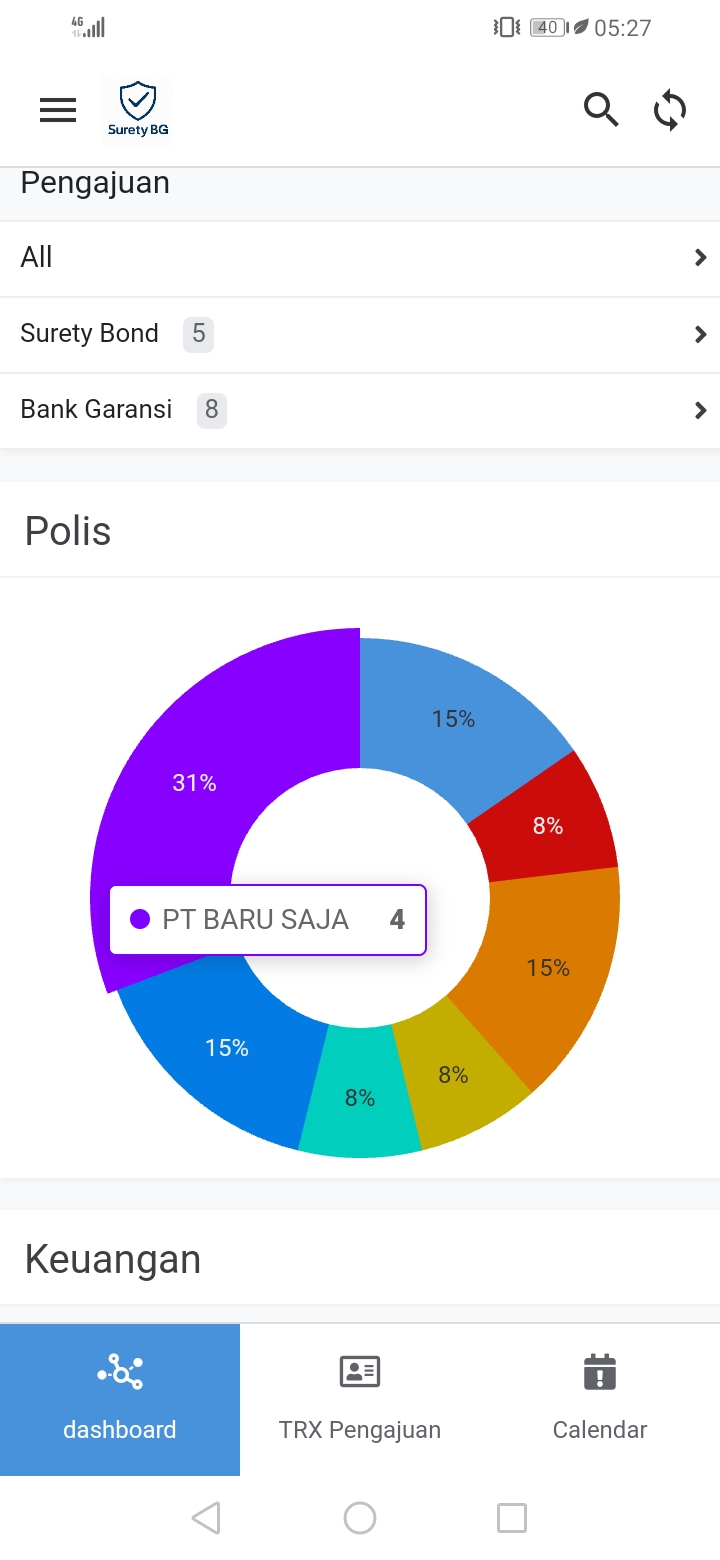 4G
40
05:27
Surety BG
Pengajuan
All
Surety Bond 5
Bank Garansi 8
Polis
15%
31%
8%
PT BARU SAJA 4
15%
15%
8%
8%
Keuangan
dashboard
TRX Pengajuan
Calendar